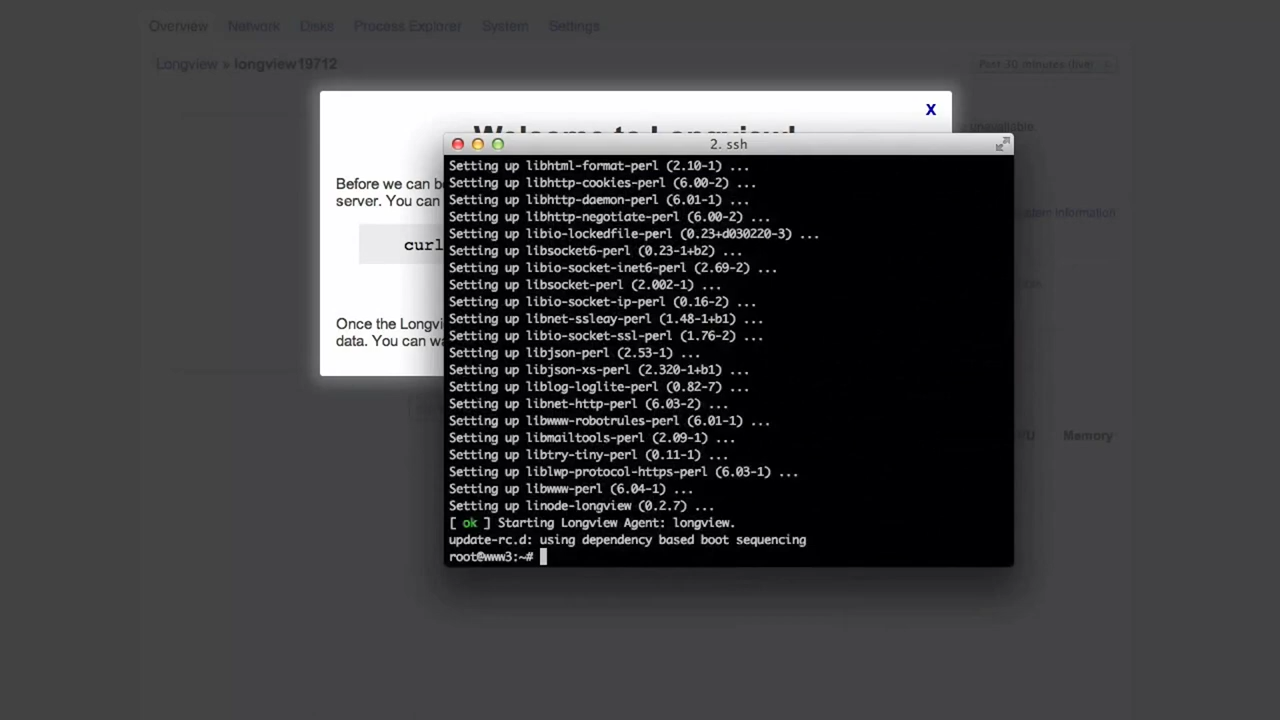 Overview Network Disks Process Explorer System Settings
Longview » longview19712
Past 30 minutes (live)
X
Welcome to Longview!
unavailable.
Before we can be
server. You can
curl
Once the Longvi
data. You can wa
information
Memory
2. ssh
Setting up libhtml-format-perl (2.10-1) ...
Setting up libhttp-cookies-perl (6.00-2) ...
Setting up libhttp-daemon-perl (6.01-1) ...
Setting up libhttp-negotiate-perl (6.00-2) ...
Setting up libio-lockedfile-perl (0.23+d030220-3) ...
Setting up libsocket6-perl (0.23-1+b2) ...
Setting up libio-socket-inet6-perl (2.69-2) ...
Setting up libsocket-perl (2.002-1) ...
Setting up libio-socket-ip-perl (0.16-2) ...
Setting up libnet-ssleay-perl (1.48-1+b1) ...
Setting up libio-socket-ssl-perl (1.76-2) ...
Setting up libjson-perl (2.53-1) ...
Setting up libjson-xs-perl (2.320-1+b1) ...
Setting up liblog-loglite-perl (0.82-7) ...
Setting up libnet-http-perl (6.03-2) ...
Setting up libwww-robotrules-perl (6.01-1) ...
Setting up libmailtools-perl (2.09-1) ...
Setting up libtry-tiny-perl (0.11-1) ...
Setting up liblwp-protocol-https-perl (6.03-1) ...
Setting up libwww-perl (6.04-1) ...
Setting up linode-longview (0.2.7) ...
[ ok ] Starting Longview Agent: longview.
update-rc.d: using dependency based boot sequencing
root@www3:~#